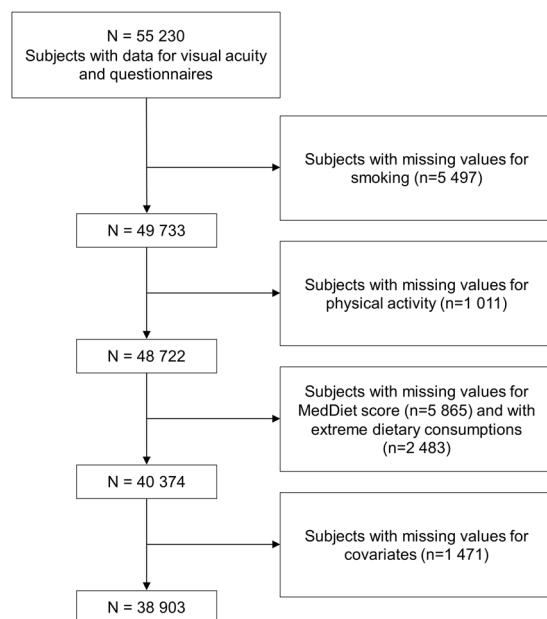 N = 55 230
Subjects with data for visual acuity
and questionnaires
Subjects with missing values for
smoking (n=5 497)
N = 49 733
Subjects with missing values for
physical activity (n=1 011)
N = 48 722
Subjects with missing values for
MedDiet score (n=5 865) and with
extreme dietary consumptions
(n=2 483)
N = 40 374
Subjects with missing values for
covariates (n=1 471)
N = 38 903